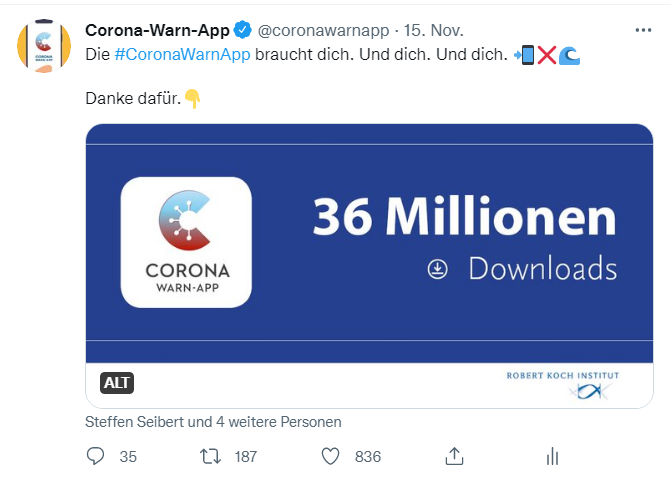 Corona-Warn-App @coronawarnapp · 15. Nov.
Die #CoronaWarnApp braucht dich. Und dich. Und dich. 📲❌🌊
Danke dafür. 👇
36 Millionen
Downloads
CORONA
WARN-APP
ALT
ROBERT KOCH INSTITUT
Steffen Seibert und 4 weitere Personen
35 187 836